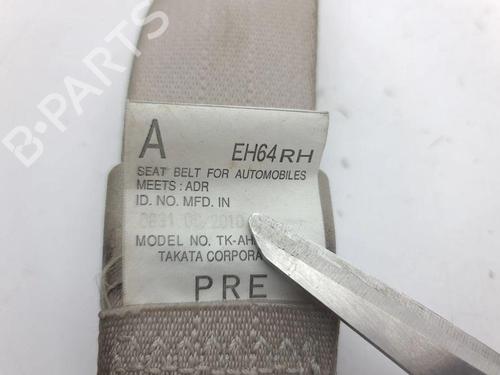 B-PARTS
A EH64RH
SEAT BELT FOR AUTOMOBILES
MEETS : ADR
ID. NO. MFD. IN
2010
MODEL NO. TK-AH
TAKATA CORPORA
PRE